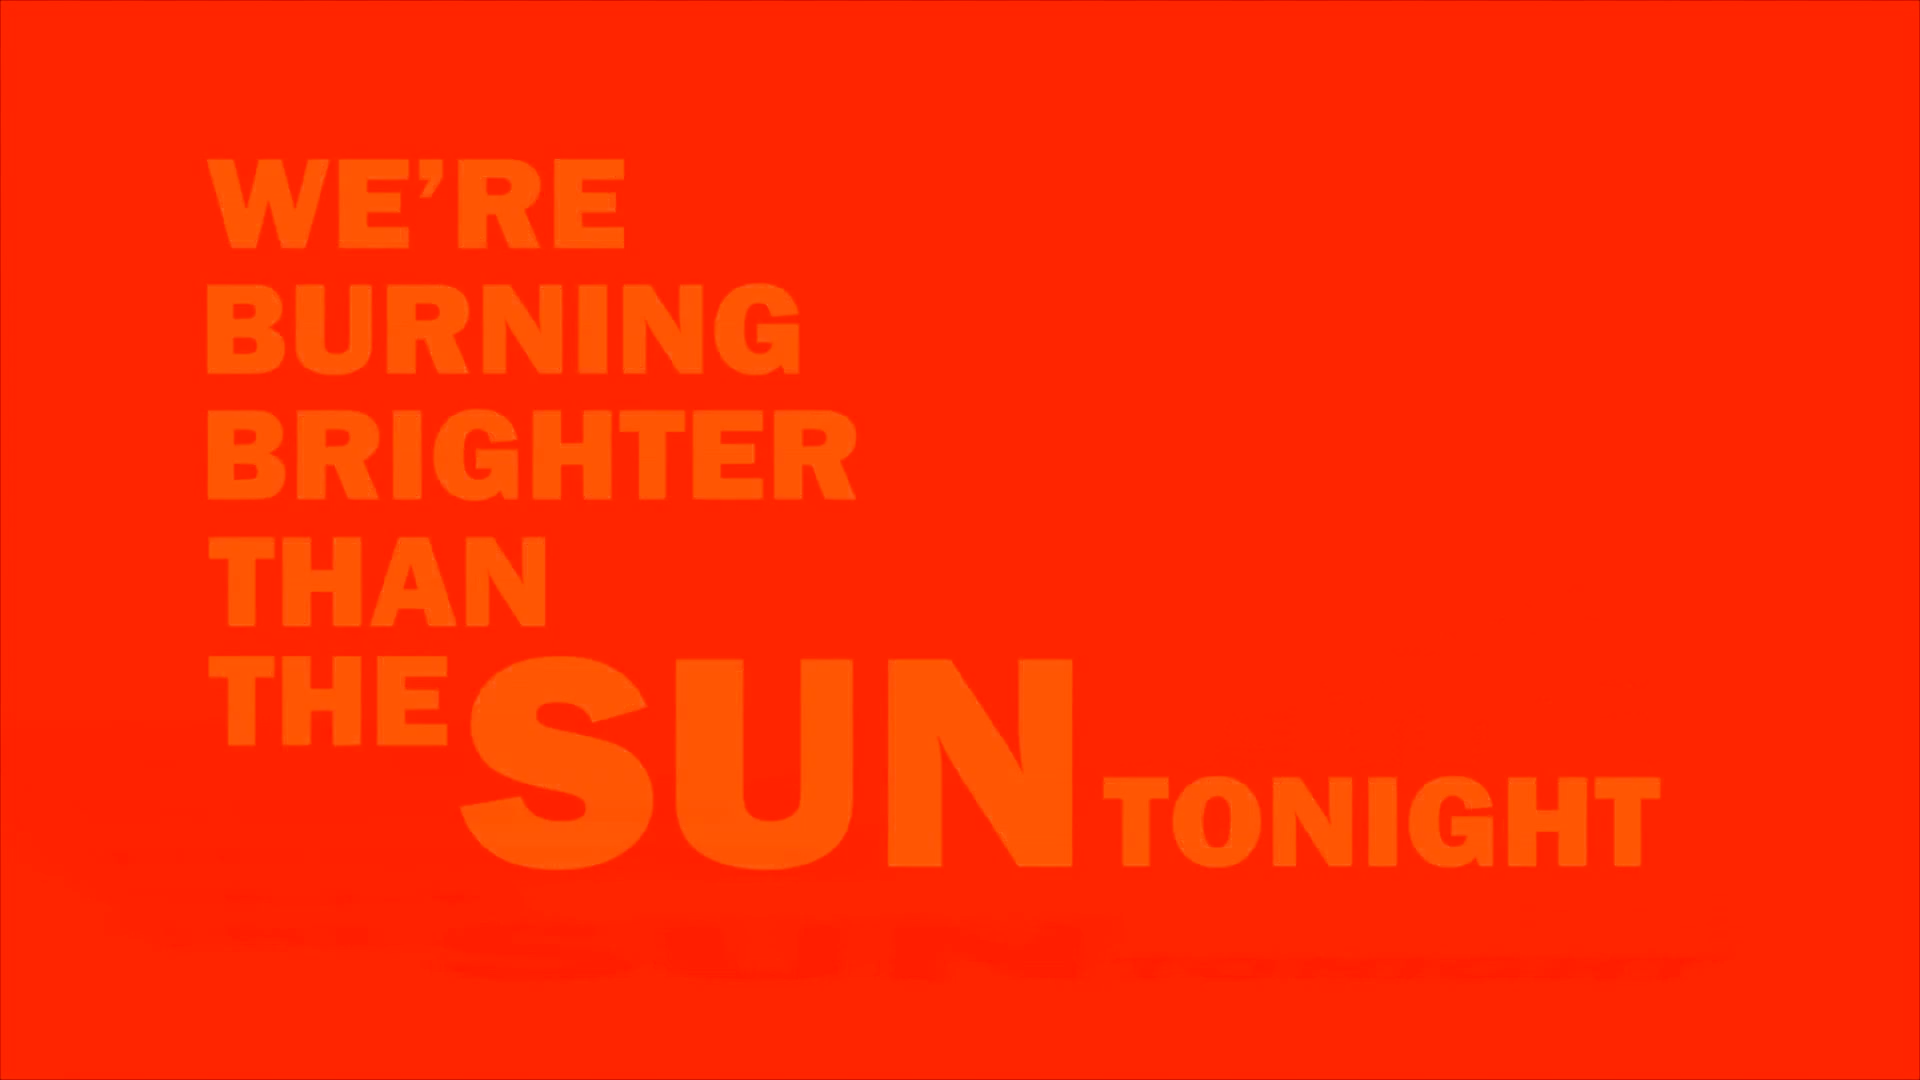 WE’RE
BURNING
BRIGHTER
THAN
THE SUN TONIGHT